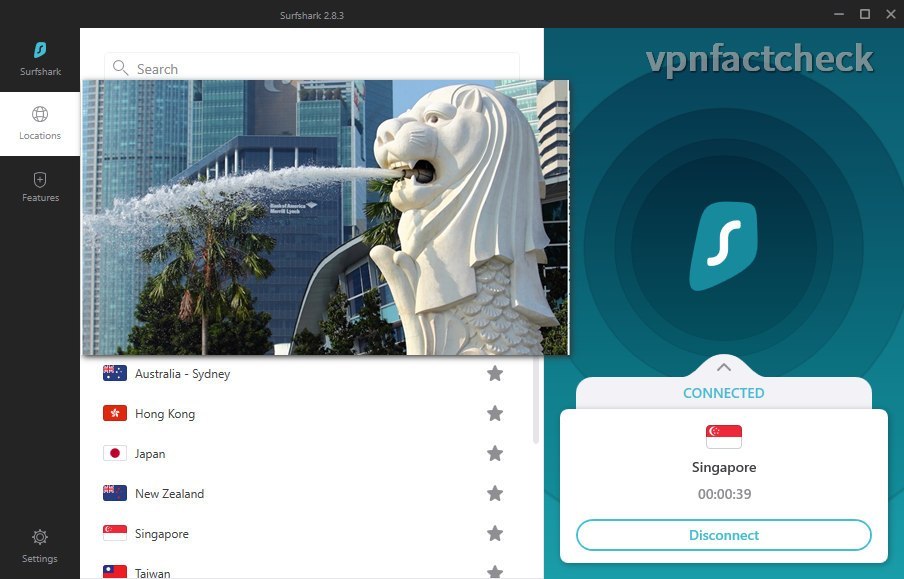 Surfshark 2.8.3
vpnfactcheck
Surfshark
Locations
Features
Settings
Search
Bank of America
Merrill Lynch
Australia - Sydney
Hong Kong
Japan
New Zealand
Singapore
Taiwan
CONNECTED
Singapore
00:00:39
Disconnect